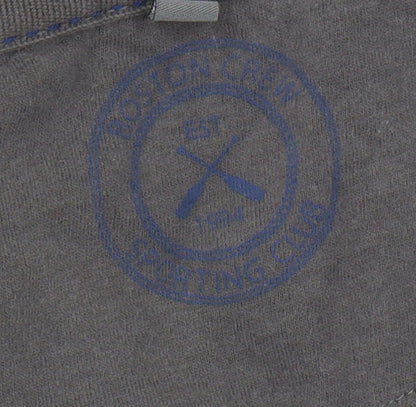 BOSTON CREW
EST
SPORTING CLUB